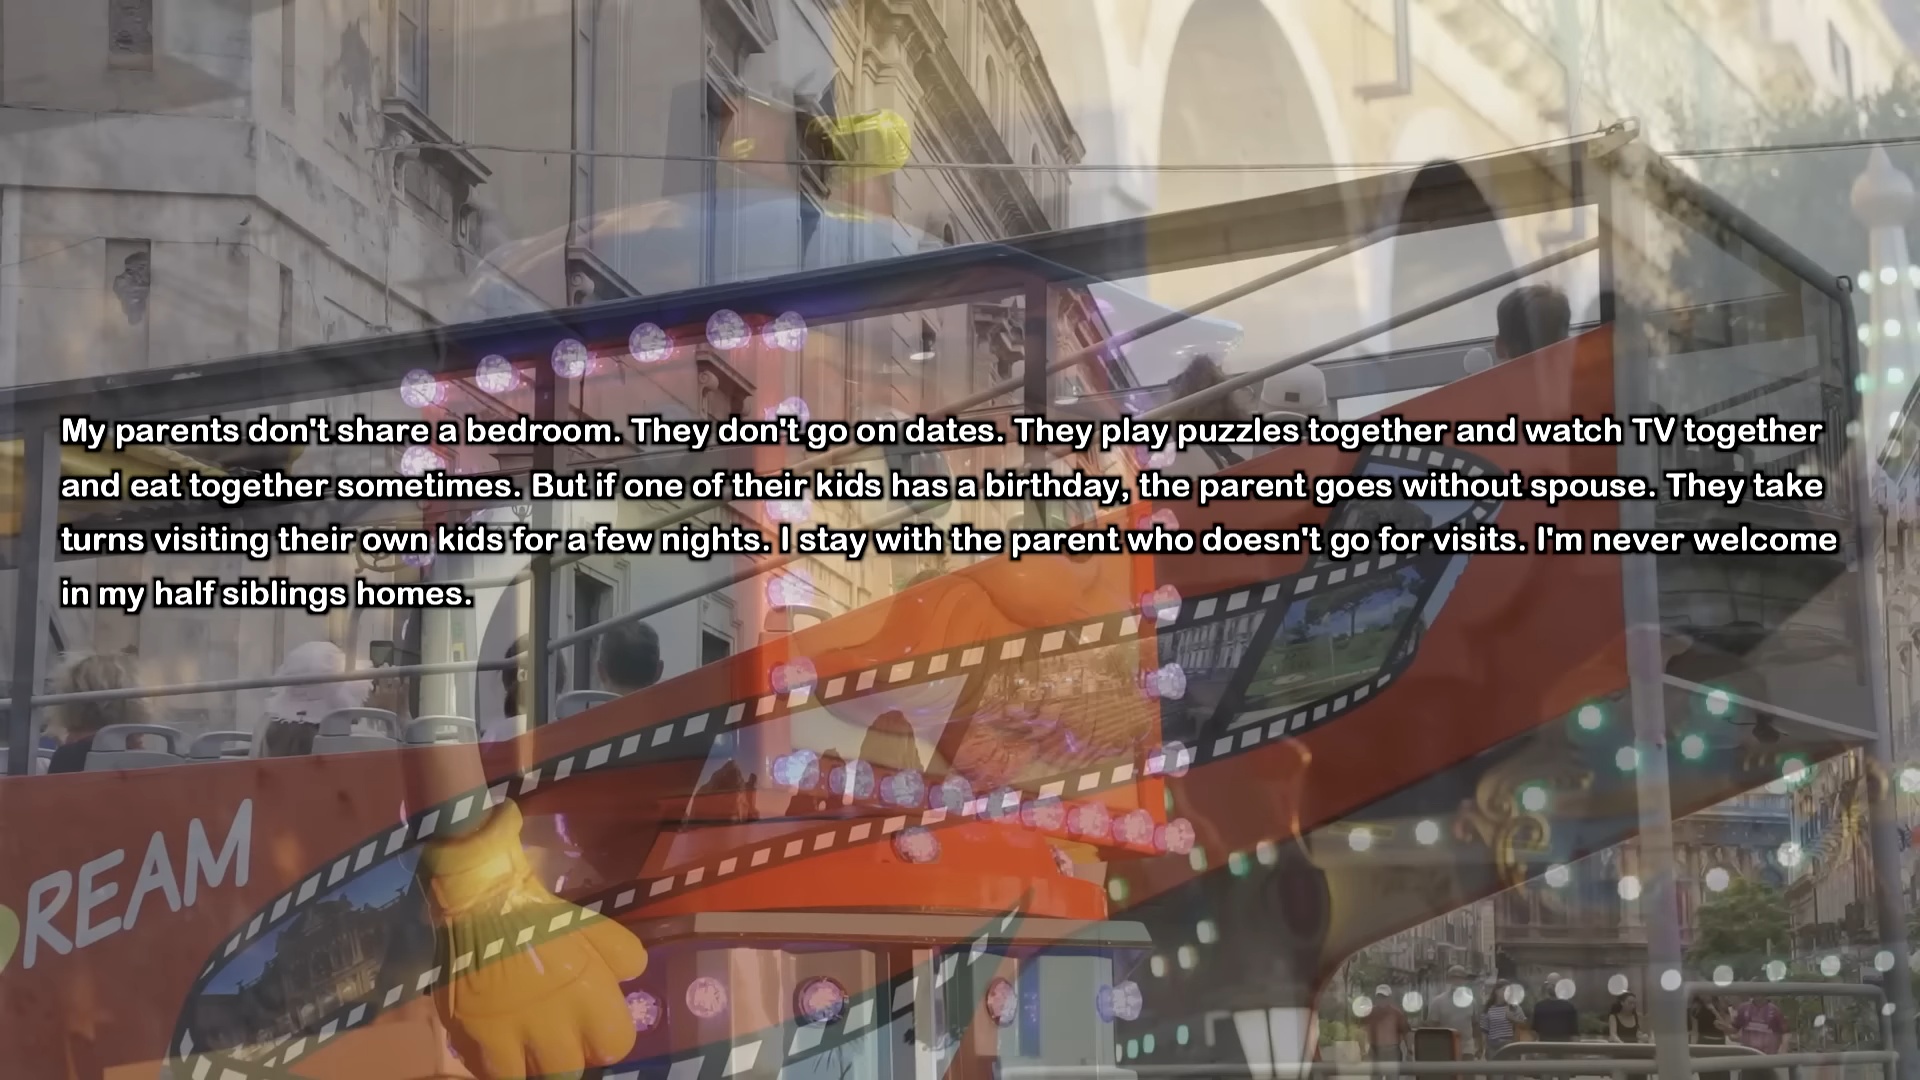 My parents don't share a bedroom. They don't go on dates. They play puzzles together and watch TV together
and eat together sometimes. But if one of their kids has a birthday, the parent goes without spouse. They take
turns visiting their own kids for a few nights. I stay with the parent who doesn't go for visits. I'm never welcome
in my half siblings homes.
REAM